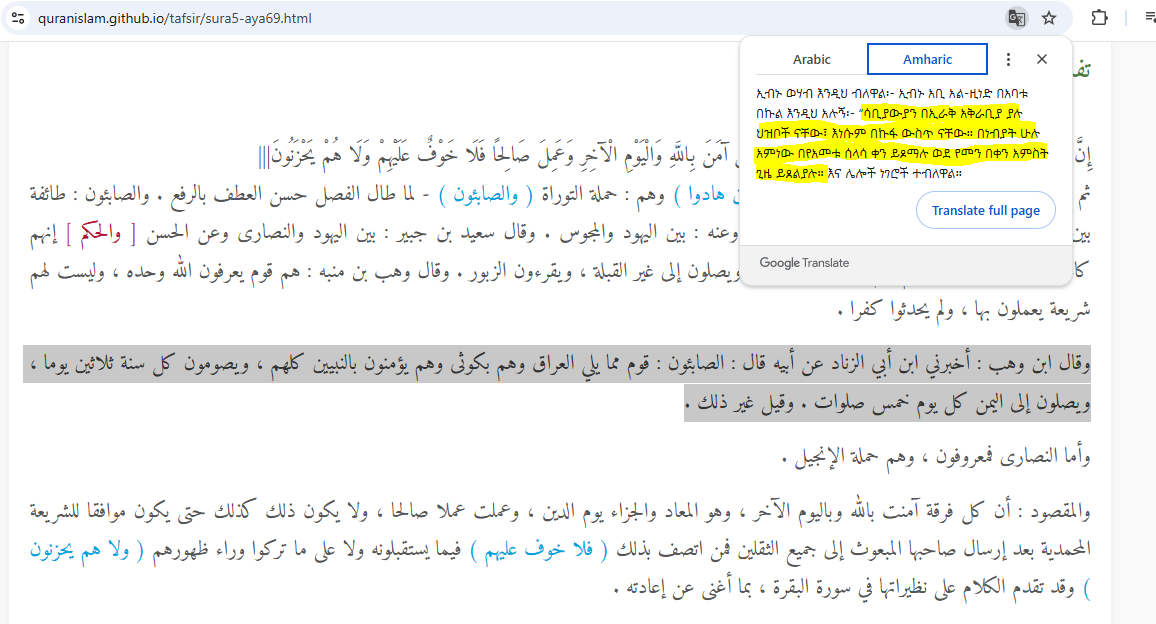 quranislam.github.io/tafsir/sura5-aya69.html
Arabic
Amharic
ኢብኑ ወሃብ እንዲህ ብለዋል፡- ኢብኑ አቢ አል-ዚነድ በአባቱ
በኩል እንዲህ አሉኝ፡- “ሳቢያውያን በኢራቅ አቅራቢያ ያሉ
ህዝቦች ናቸው፣ እነሱም በኩፋ ውስጥ ናቸው። በነብያት ሁሉ
አምነው በየአመቱ ሰላሳ ቀን ይጾማሉ ወደ የመን በቀን አምስት
ጊዜ ይጸልያሉ። እና ሌሎች ነገሮች ተብለዋል።
Translate full page
Google Translate
تف
إِنَّ آمَنَ بِاللَّهِ وَالْيَوْمِ الْآخِرِ وَعَمِلَ صَالِحًا فَلَا خَوْفٌ عَلَيْهِمْ وَلَا هُمْ يَحْزَنُونَ
ثم ن هادوا ) وهم : حملة التوراة ( والصابئون ) - لما طال الفصل حسن العطف بالرفع . والصابئون : طائفة
بين وعنه : بين اليهود والمجوس . وقال سعيد بن جبير : بين اليهود والنصارى وعن الحسن [ والحكم ] إنهم
كا ويصلون إلى غير القبلة ، ويقرءون الزبور . وقال وهب بن منبه : هم قوم يعرفون الله وحده ، وليست لهم
شريعة يعملون بها ، ولم يحدثوا كفرا .
وقال ابن وهب : أخبرني ابن أبي الزناد عن أبيه قال : الصابئون : قوم مما يلي العراق وهم بكوثى وهم يؤمنون بالنبيين كلهم ، ويصومون كل سنة ثلاثين يوما ،
ويصلون إلى اليمن كل يوم خمس صلوات . وقيل غير ذلك .
وأما النصارى فمعروفون ، وهم حملة الإنجيل .
والمقصود : أن كل فرقة آمنت بالله وباليوم الآخر ، وهو المعاد والجزاء يوم الدين ، وعملت عملا صالحا ، ولا يكون ذلك كذلك حتى يكون موافقا للشريعة
المحمدية بعد إرسال صاحبها المبعوث إلى جميع الثقلين فمن اتصف بذلك ( فلا خوف عليهم ) فيما يستقبلونه ولا على ما تركوا وراء ظهورهم ( ولا هم يحزنون
) وقد تقدم الكلام على نظيراتها في سورة البقرة ، بما أغنى عن إعادته .